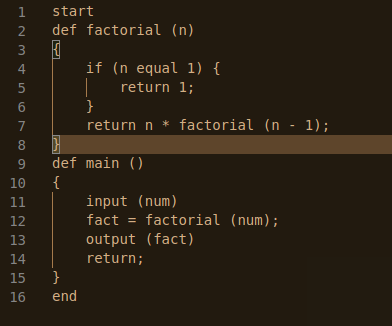 1 start
2 def factorial (n)
3 {
4     if (n equal 1) {
5         return 1;
6     }
7     return n * factorial (n - 1);
8 }
9 def main ()
10 {
11     input (num)
12     fact = factorial (num);
13     output (fact)
14     return;
15 }
16 end